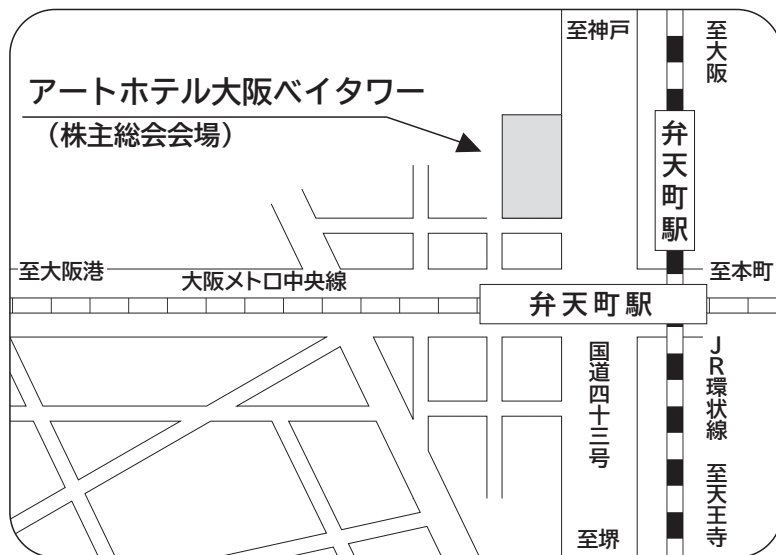 至神戸
至大阪
アートホテル大阪ベイタワー
（株主総会会場）
弁天町駅
至大阪港
大阪メトロ中央線
至本町
弁天町駅
国道四十三号
JR環状線
至天王寺
至堺